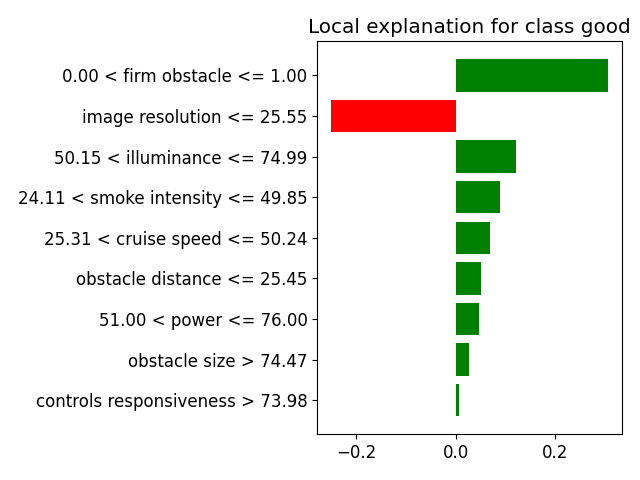 Local explanation for class good
0.00 < firm obstacle <= 1.00
image resolution <= 25.55
50.15 < illuminance <= 74.99
24.11 < smoke intensity <= 49.85
25.31 < cruise speed <= 50.24
obstacle distance <= 25.45
51.00 < power <= 76.00
obstacle size > 74.47
controls responsiveness > 73.98
−0.2 0.0 0.2